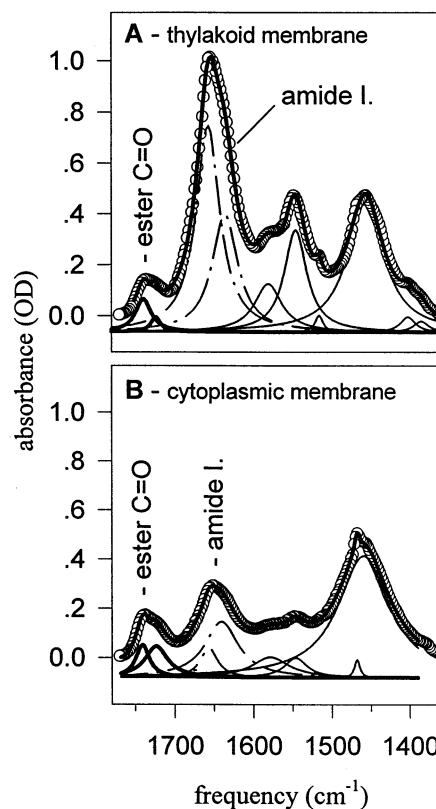 A - thylakoid membrane
1.0
.8
.6
.4
.2
0.0
amide I.
- ester C=O
absorbance (OD)
B - cytoplasmic membrane
1.0
.8
.6
.4
.2
0.0
- ester C=O
- amide I.
1700 1600 1500 1400
frequency (cm-1)